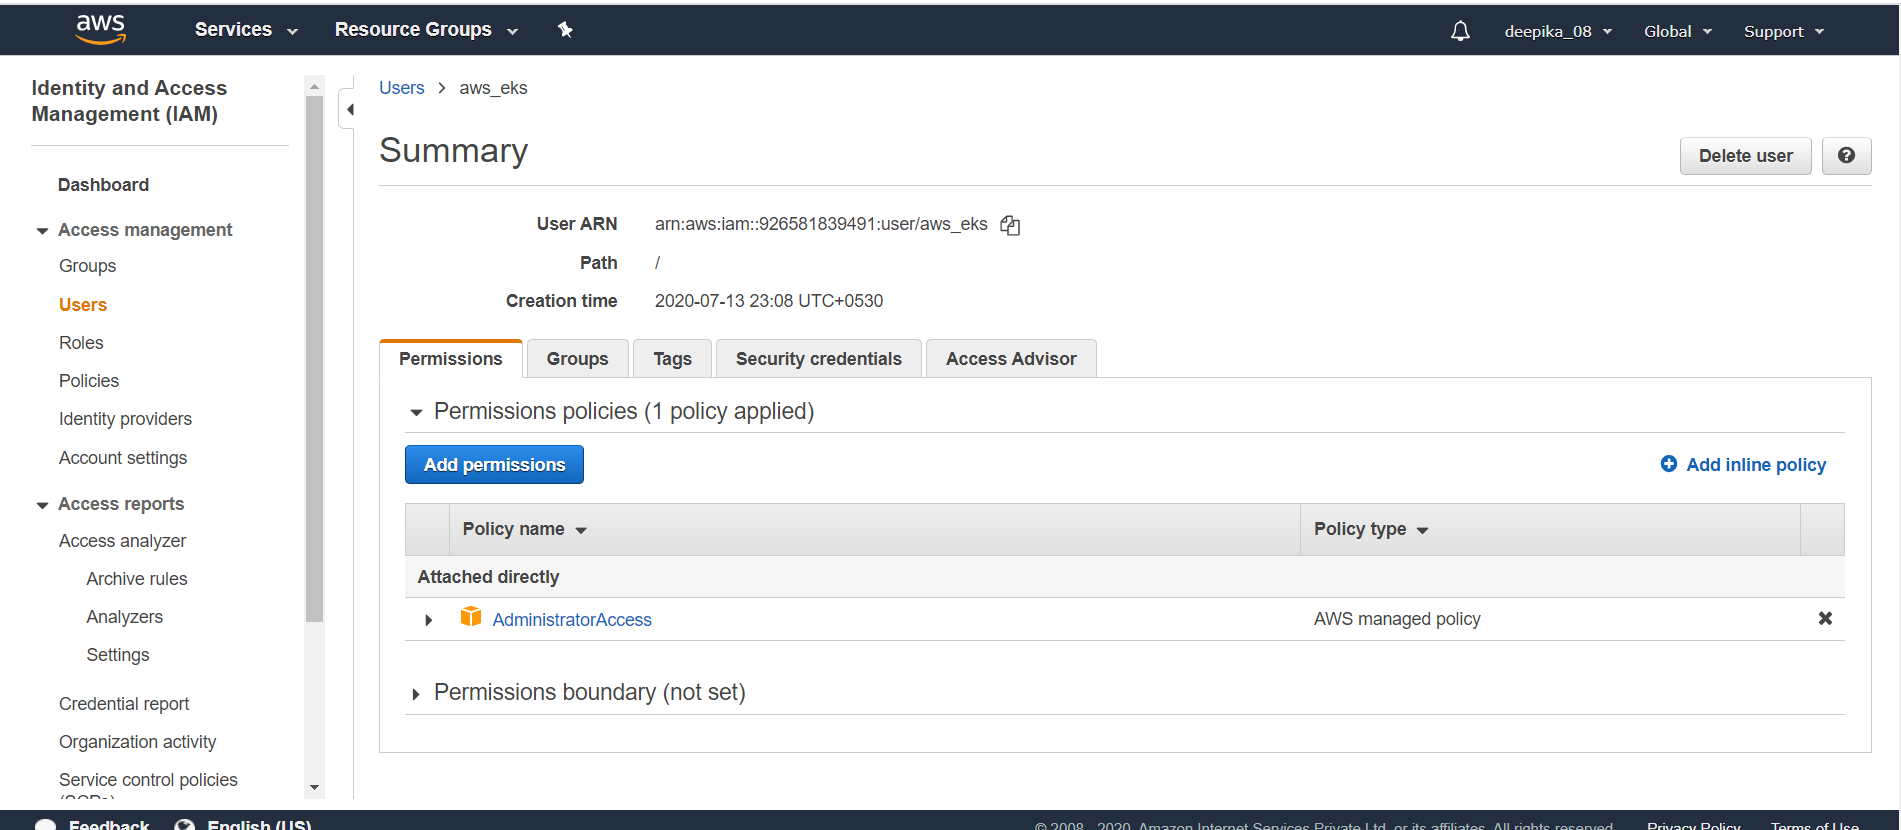 aws
Services
Resource Groups
deepika_08
Global
Support
Identity and Access
Management (IAM)
Dashboard
Access management
Groups
Users
Roles
Policies
Identity providers
Account settings
Access reports
Access analyzer
Archive rules
Analyzers
Settings
Credential report
Organization activity
Service control policies
(SCPs)
Users > aws_eks
Summary
Delete user
User ARN arn:aws:iam::926581839491:user/aws_eks
Path /
Creation time 2020-07-13 23:08 UTC+0530
Permissions
Groups
Tags
Security credentials
Access Advisor
Permissions policies (1 policy applied)
Add permissions
Add inline policy
Policy name
Policy type
Attached directly
AdministratorAccess
AWS managed policy
Permissions boundary (not set)
Feedback
English (US)
© 2008 - 2020, Amazon Internet Services Private Ltd. or its affiliates. All rights reserved.
Privacy Policy
Terms of Use